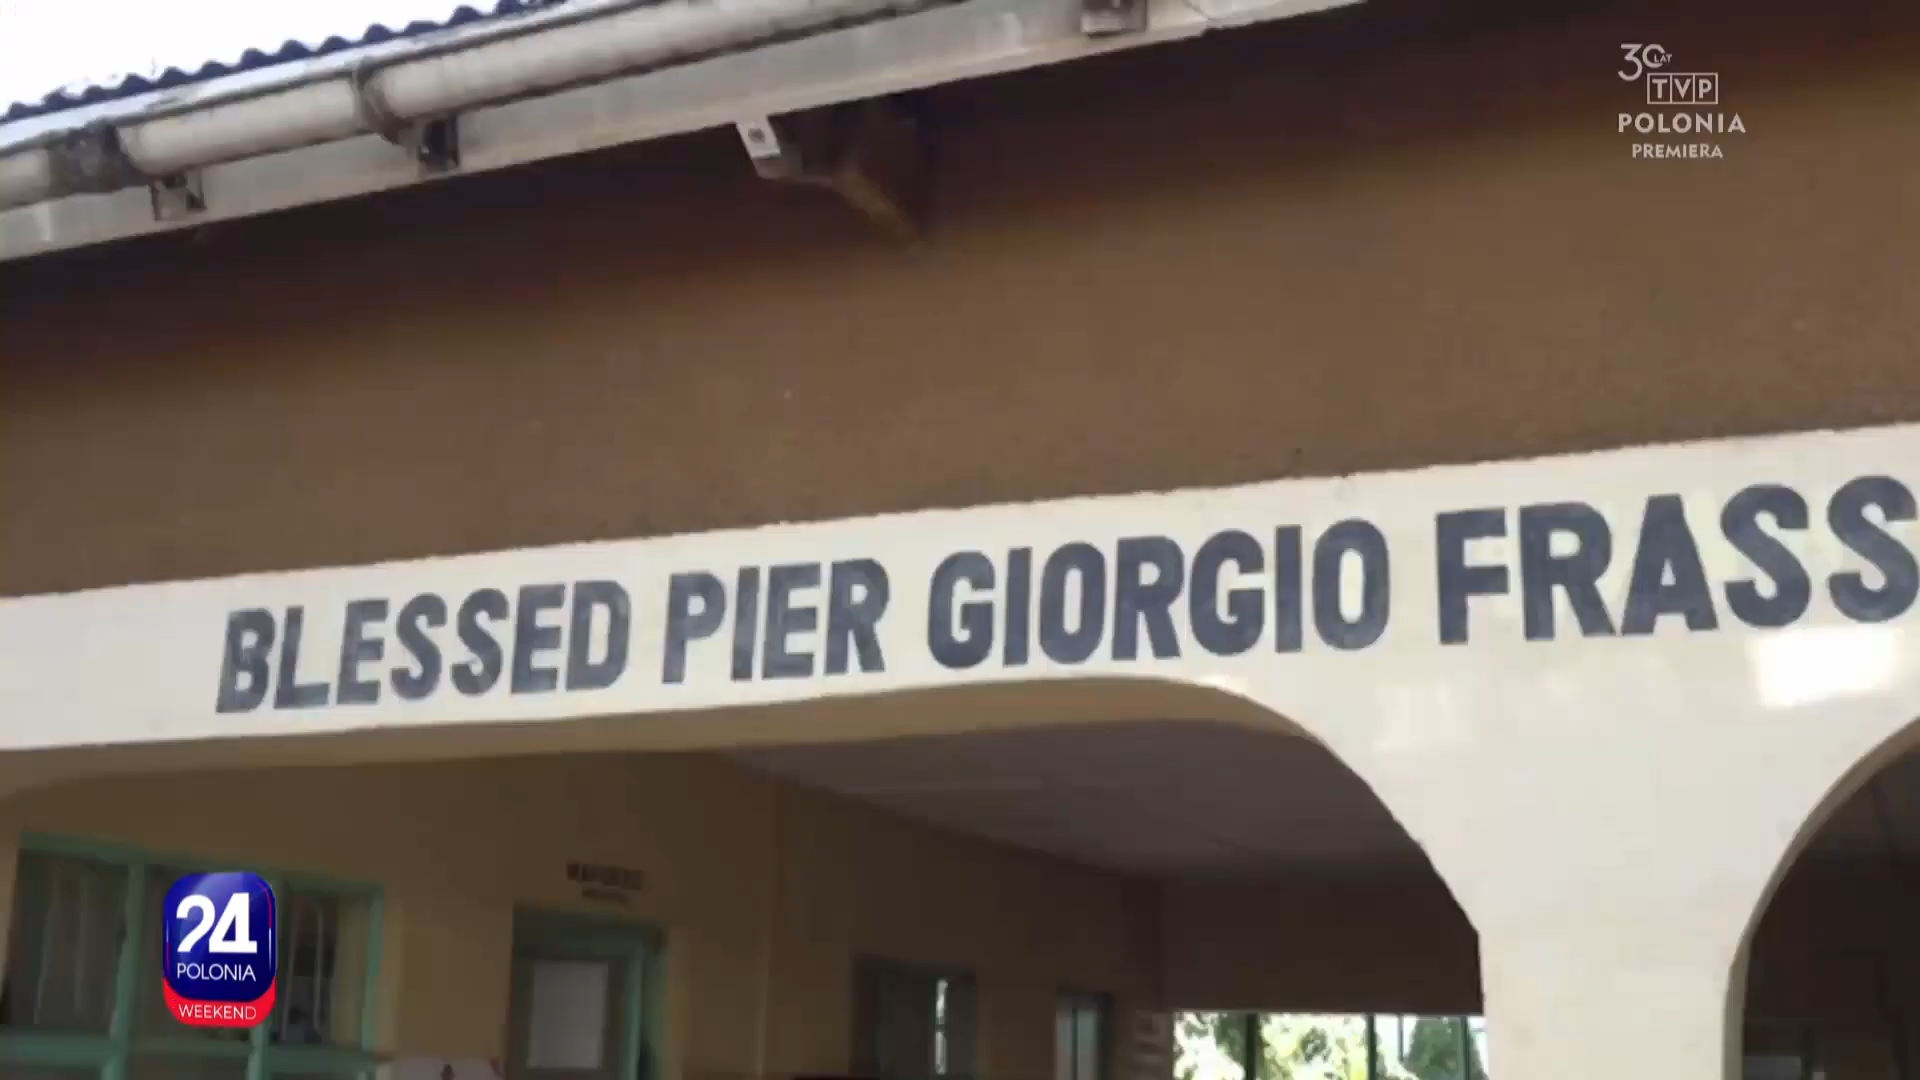 30 LAT
TVP
POLONIA
PREMIERA
BLESSED PIER GIORGIO FRASS
24
POLONIA
WEEKEND